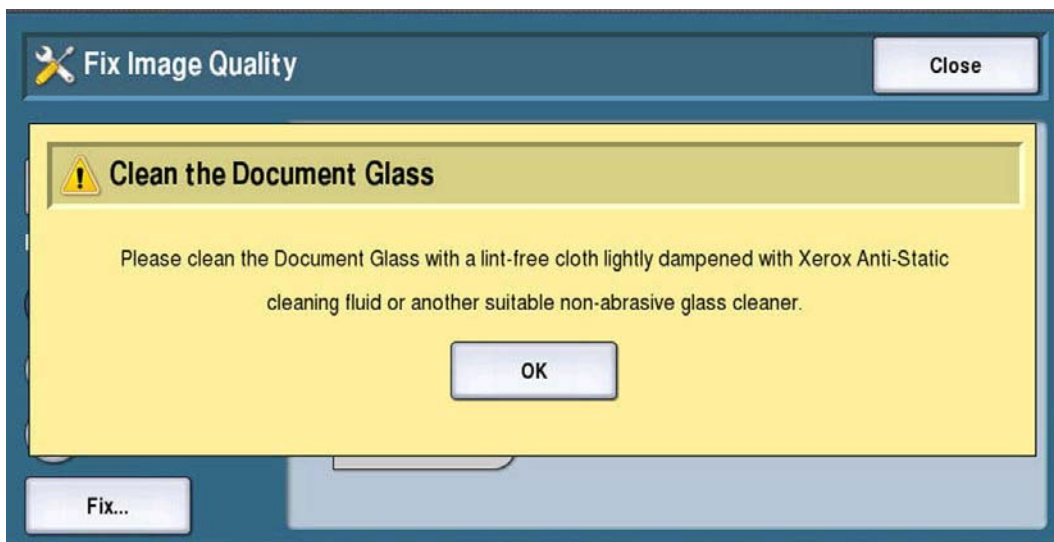 Fix Image Quality
Close
Clean the Document Glass
Please clean the Document Glass with a lint-free cloth lightly dampened with Xerox Anti-Static
cleaning fluid or another suitable non-abrasive glass cleaner.
OK
Fix...